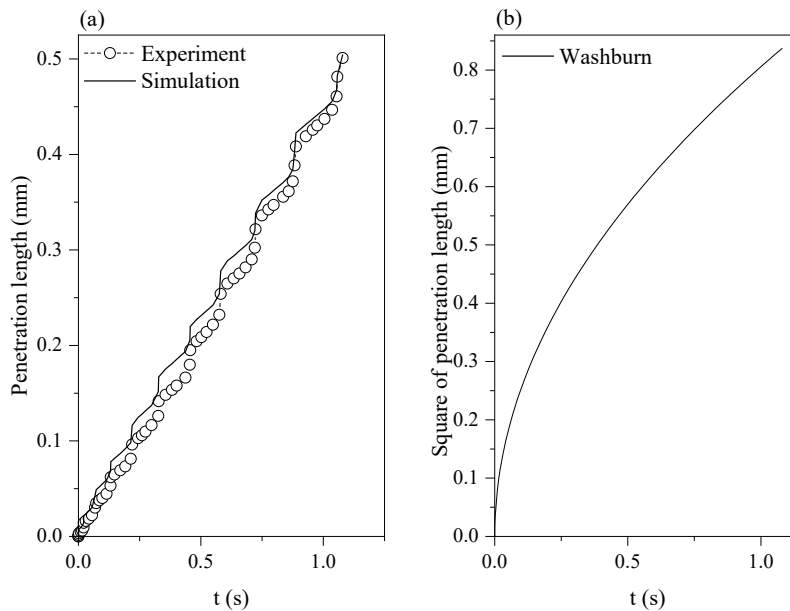 (a)
Experiment
Simulation
0.5
0.4
0.3
0.2
0.1
0.0
Penetration length (mm)
0.0
0.5
1.0
t (s)
(b)
Washburn
0.8
0.7
0.6
0.5
0.4
0.3
0.2
0.1
0.0
Square of penetration length (mm)
0.0
0.5
1.0
t (s)